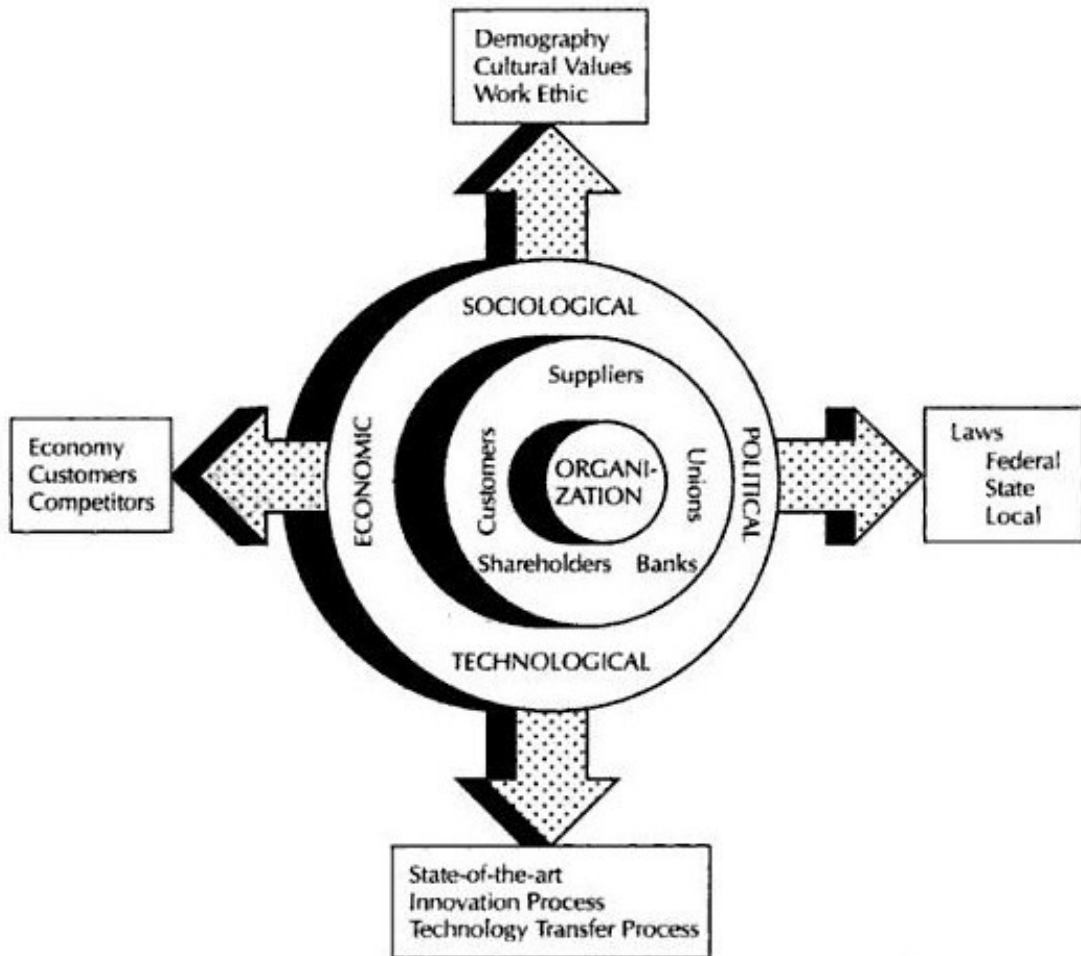 Demography
Cultural Values
Work Ethic
SOCIOLOGICAL
Suppliers
Economy
Customers
Competitors
ECONOMIC
Customers
ORGANI-
ZATION
Unions
POLITICAL
Laws
Federal
State
Local
Shareholders Banks
TECHNOLOGICAL
State-of-the-art
Innovation Process
Technology Transfer Process